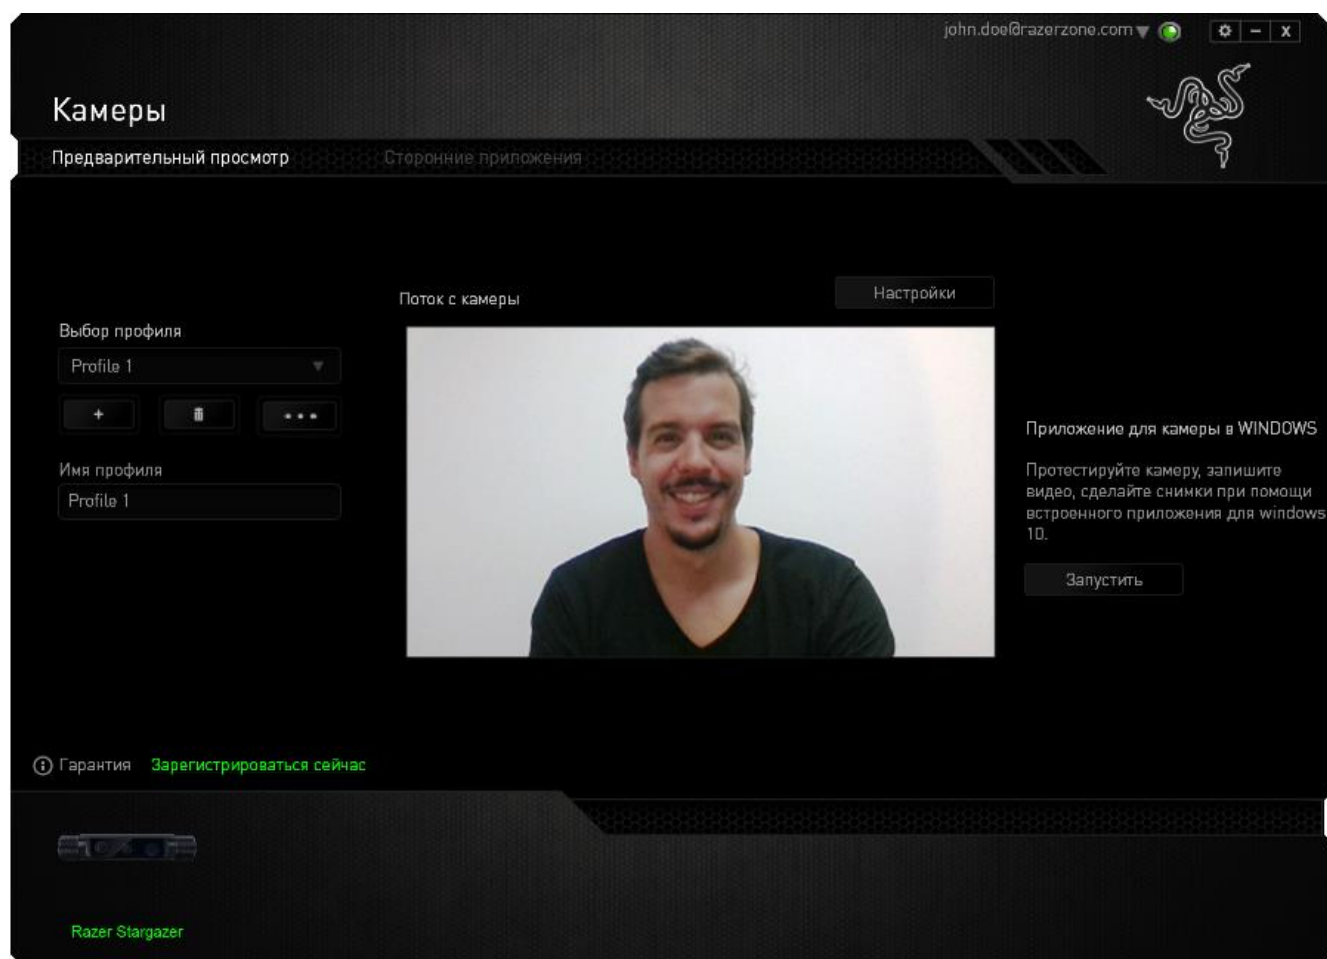 john.doe@razerzone.com
Камеры
Предварительный просмотр
Сторонние приложения
Поток с камеры
Настройки
Выбор профиля
Profile 1
Имя профиля
Profile 1
Приложение для камеры в WINDOWS
Протестируйте камеру, запишите
видео, сделайте снимки при помощи
встроенного приложения для windows
10.
Запустить
Гарантия Зарегистрироваться сейчас
Razer Stargazer